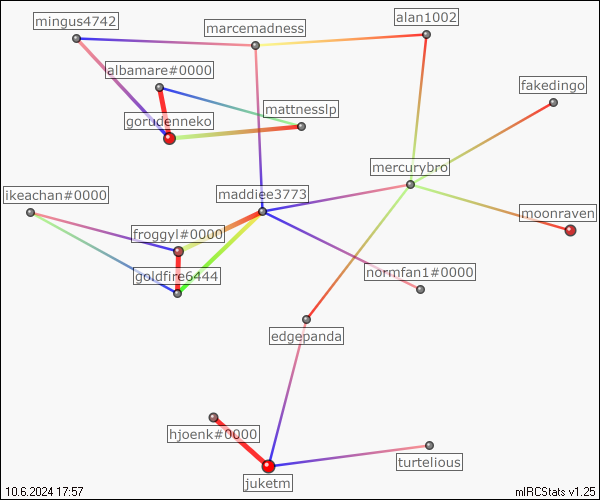 alan1002
mingus4742
marcemadness
albamare#0000
fakedingo
mattnesslp
gorudenneko
mercurybro
ikeachan#0000
maddiee3773
moonraven
froggyl#0000
normfan1#0000
goldfire6444
edgepanda
hjoenk#0000
turtelious
juketm
10.6.2024 17:57
mIRCStats v1.25